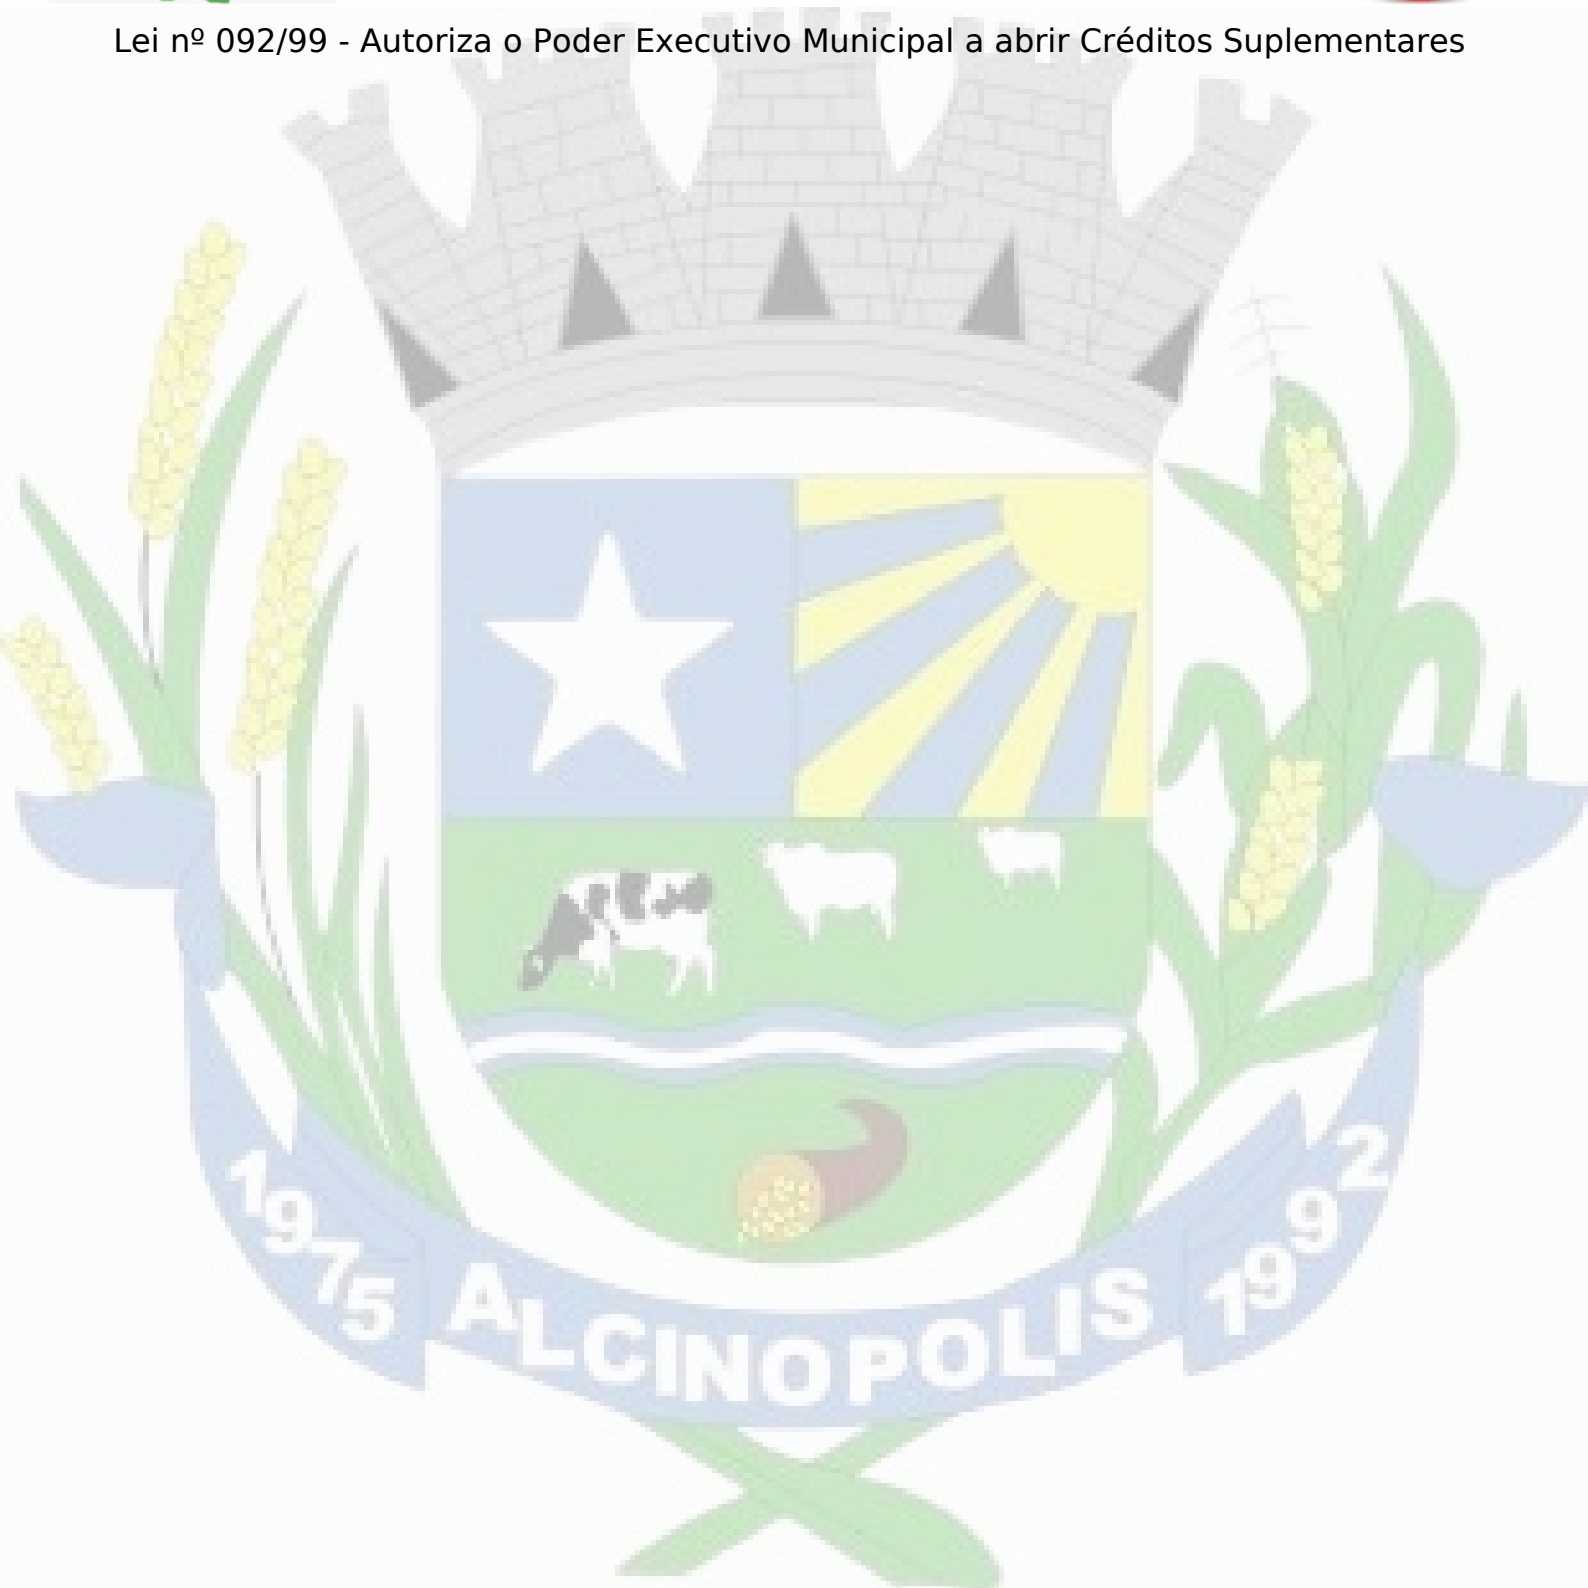 Lei nº 092/99 - Autoriza o Poder Executivo Municipal a abrir Créditos Suplementares
1975 ALCINOPOLIS 1992